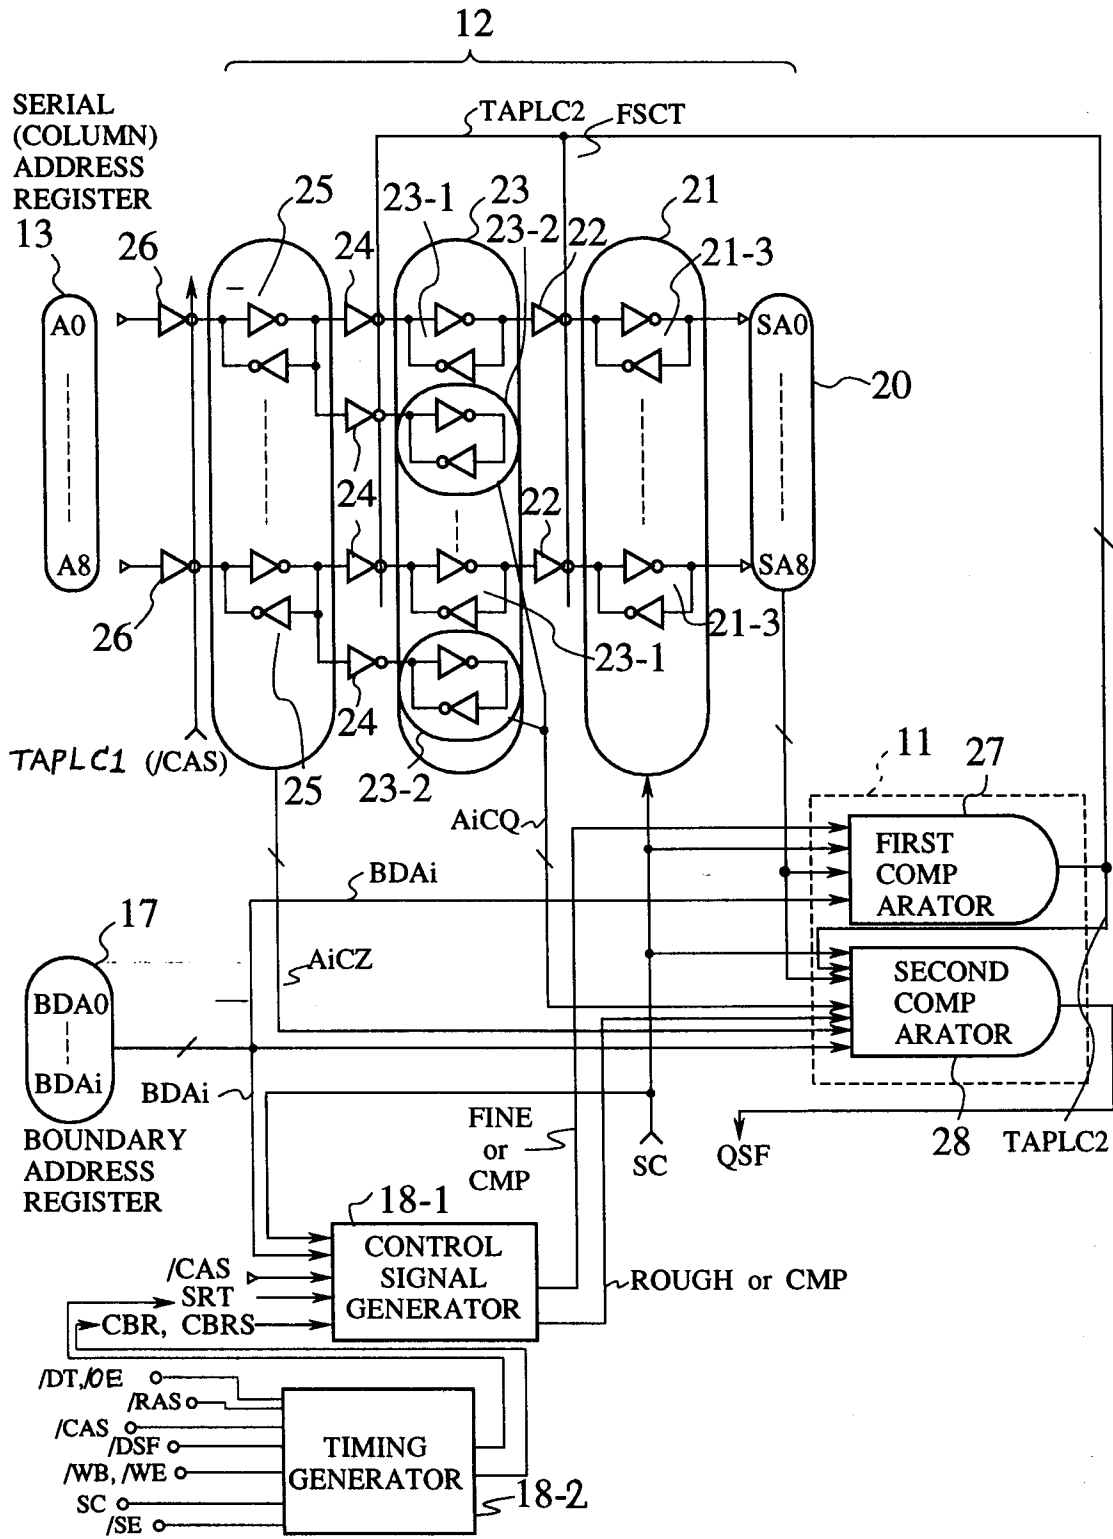 12
SERIAL
(COLUMN)
ADDRESS
REGISTER
TAPLC2
FSCT
13
26
25
24
23-1
23
23-2
22
21
21-3
A0
SA0
20
24
24
22
A8
SA8
26
23-1
21-3
24
TAPLC1 (/CAS)
25
23-2
11
27
AiCQ
FIRST
COMP
ARATOR
BDAi
17
AiCZ
SECOND
COMP
ARATOR
BDA0
BDAi
BDAi
BOUNDARY
ADDRESS
REGISTER
FINE
or
CMP
SC
QSF
28
TAPLC2
18-1
CONTROL
SIGNAL
GENERATOR
/CAS
SRT
CBR, CBRS
ROUGH or CMP
/DT,/OE
/RAS
/CAS
/DSF
/WB, /WE
SC
/SE
TIMING
GENERATOR
18-2